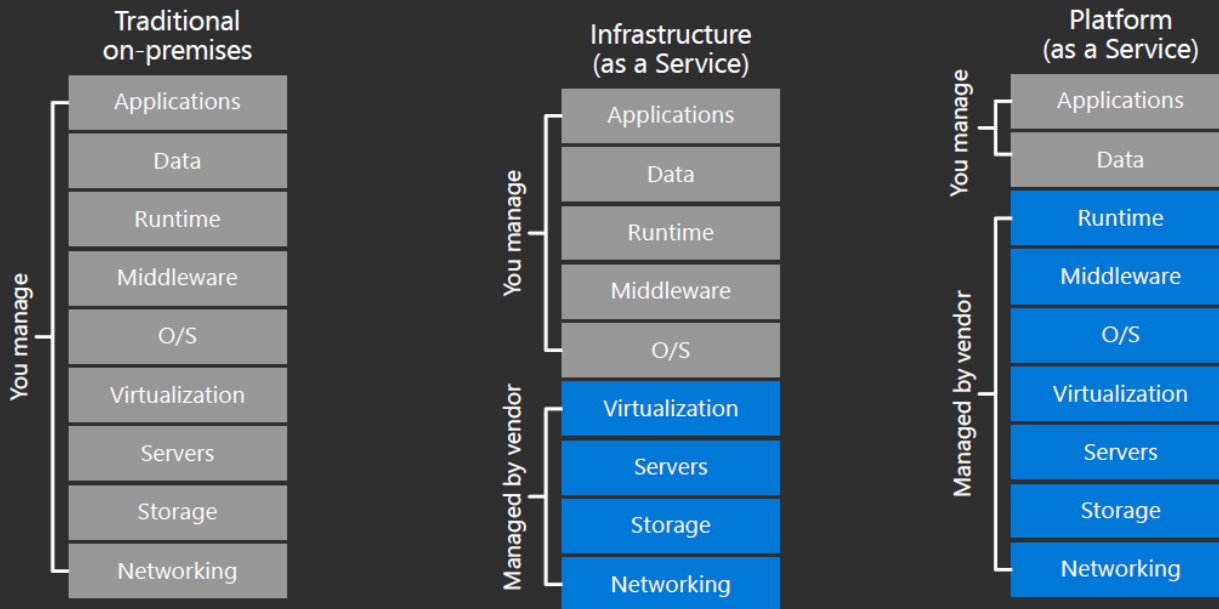 Traditional
on-premises
You manage
Applications
Data
Runtime
Middleware
O/S
Virtualization
Servers
Storage
Networking
Infrastructure
(as a Service)
You manage
Applications
Data
Runtime
Middleware
O/S
Managed by vendor
Virtualization
Servers
Storage
Networking
Platform
(as a Service)
You manage
Applications
Data
Managed by vendor
Runtime
Middleware
O/S
Virtualization
Servers
Storage
Networking